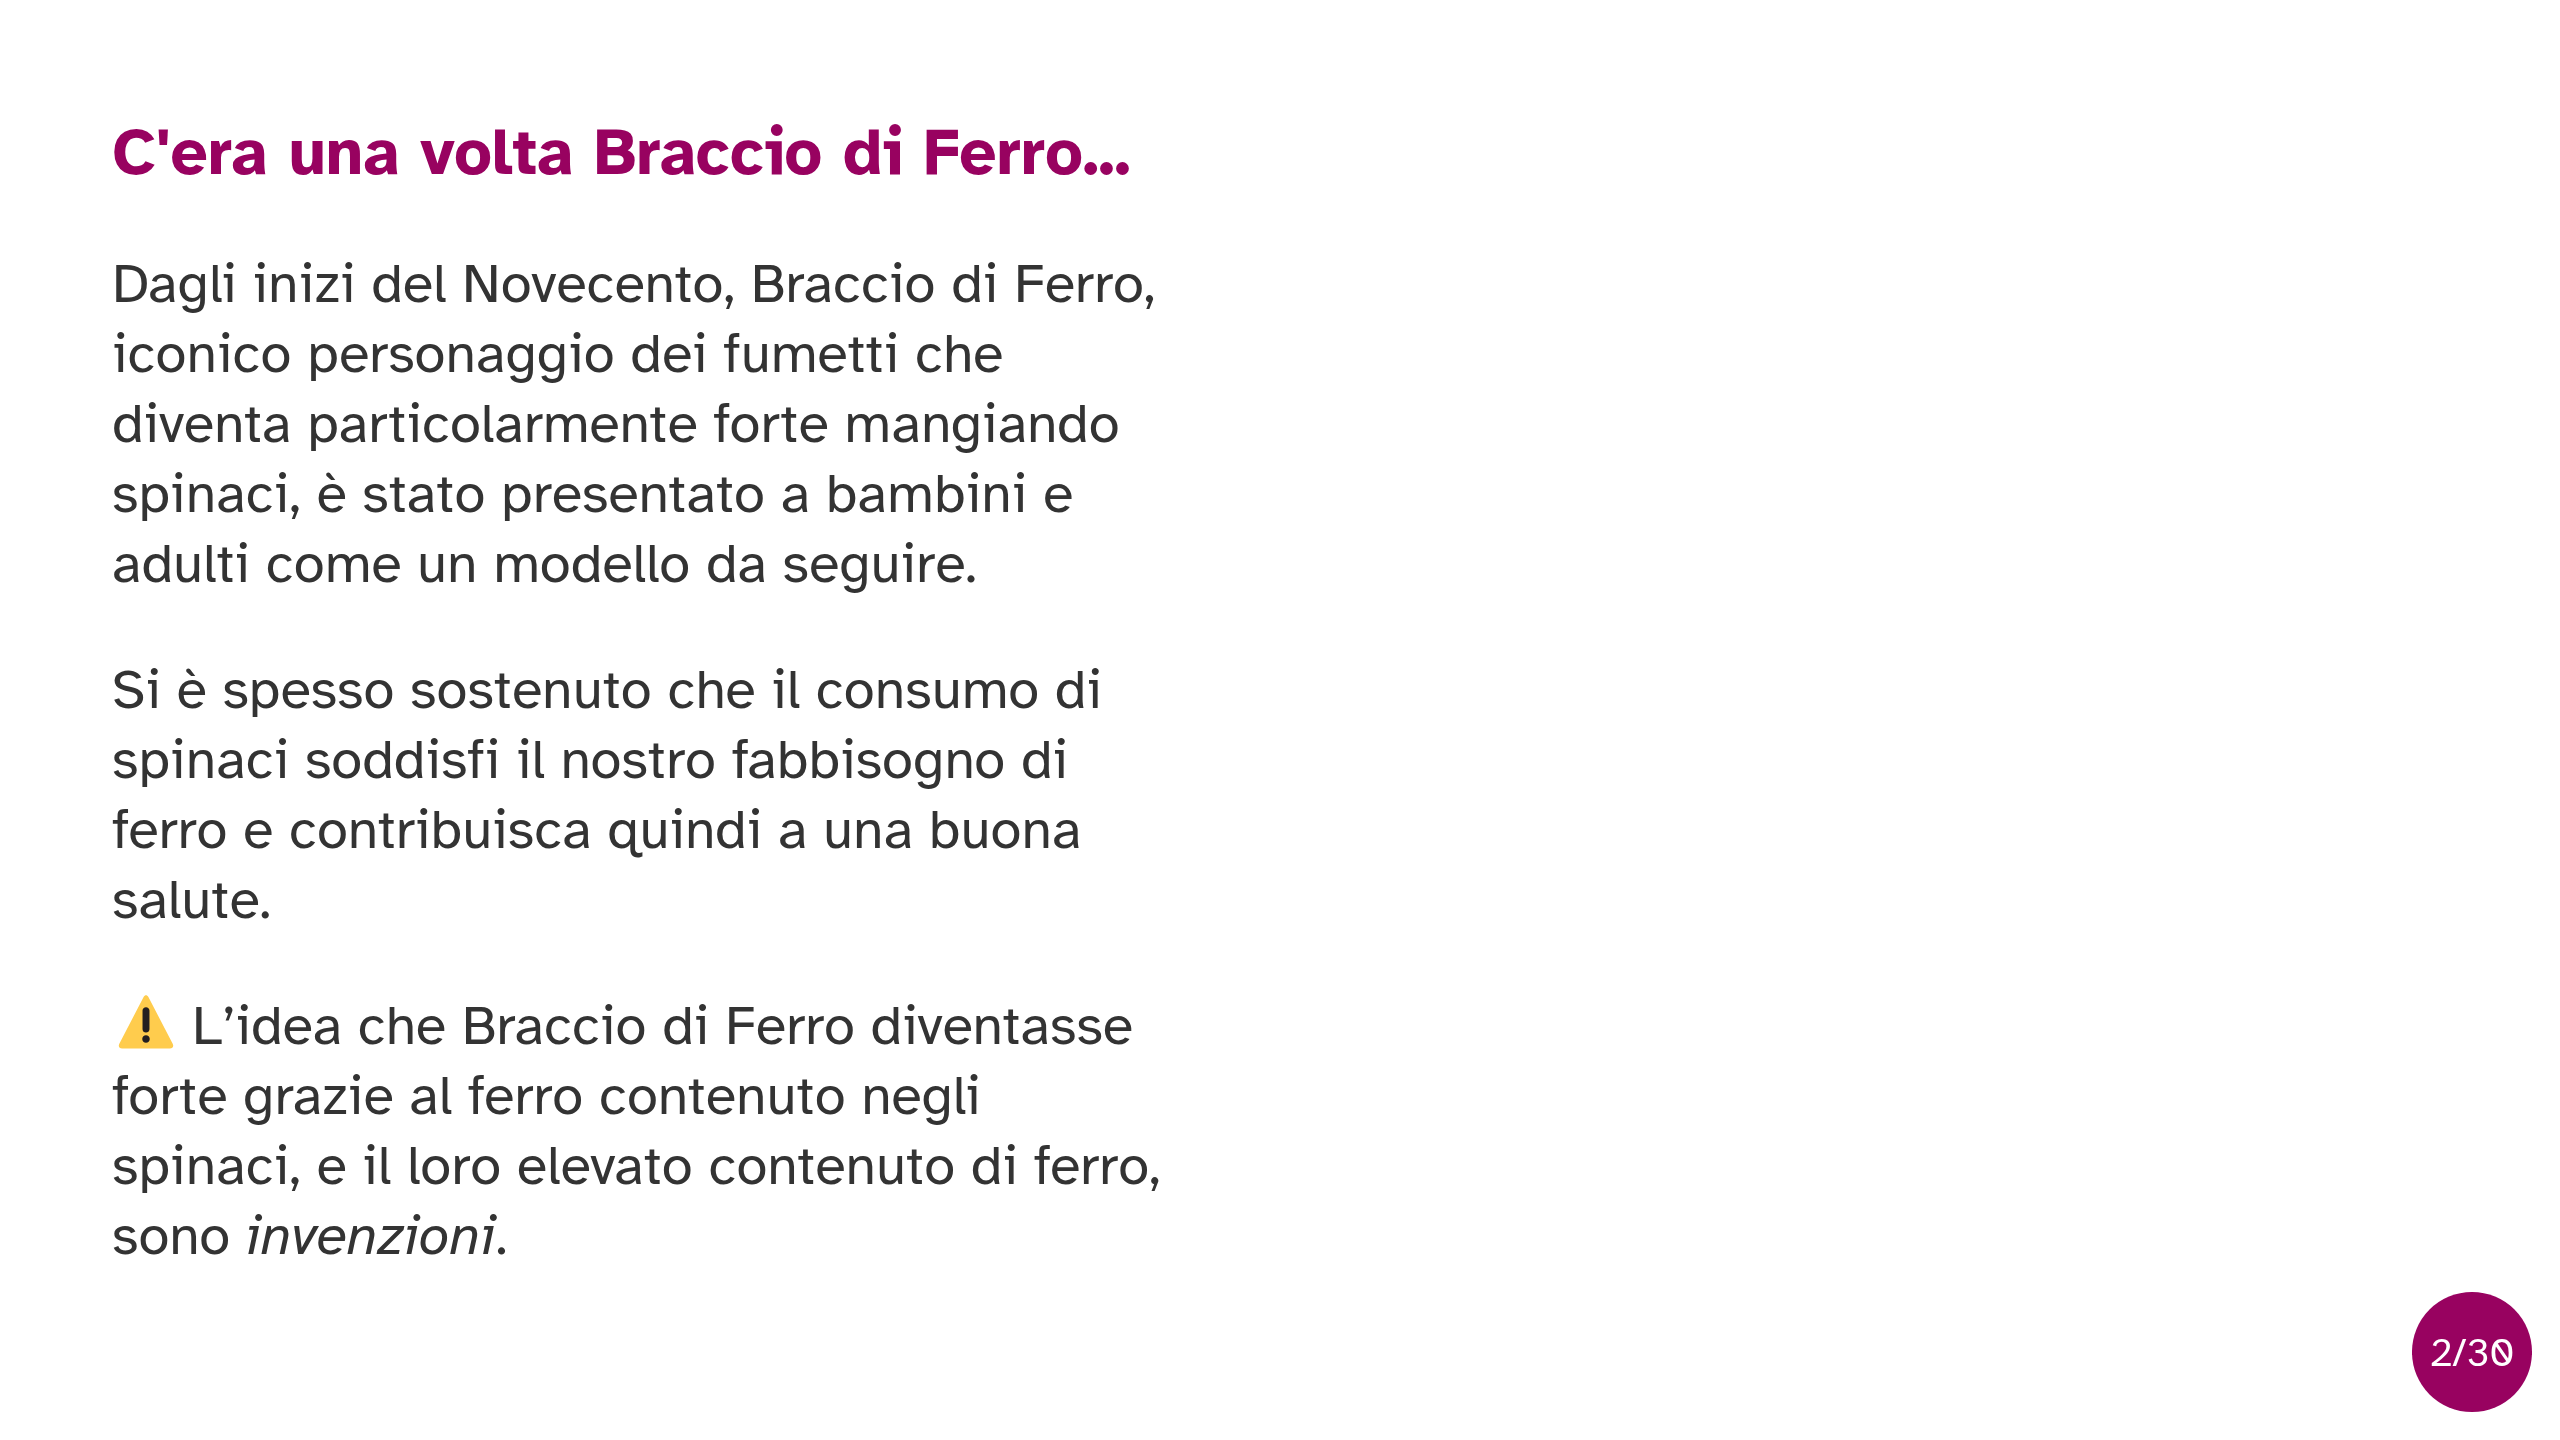 C'era una volta Braccio di Ferro...
Dagli inizi del Novecento, Braccio di Ferro,
iconico personaggio dei fumetti che
diventa particolarmente forte mangiando
spinaci, è stato presentato a bambini e
adulti come un modello da seguire.
Si è spesso sostenuto che il consumo di
spinaci soddisfi il nostro fabbisogno di
ferro e contribuisca quindi a una buona
salute.
⚠️ L’idea che Braccio di Ferro diventasse
forte grazie al ferro contenuto negli
spinaci, e il loro elevato contenuto di ferro,
sono invenzioni.
2/30